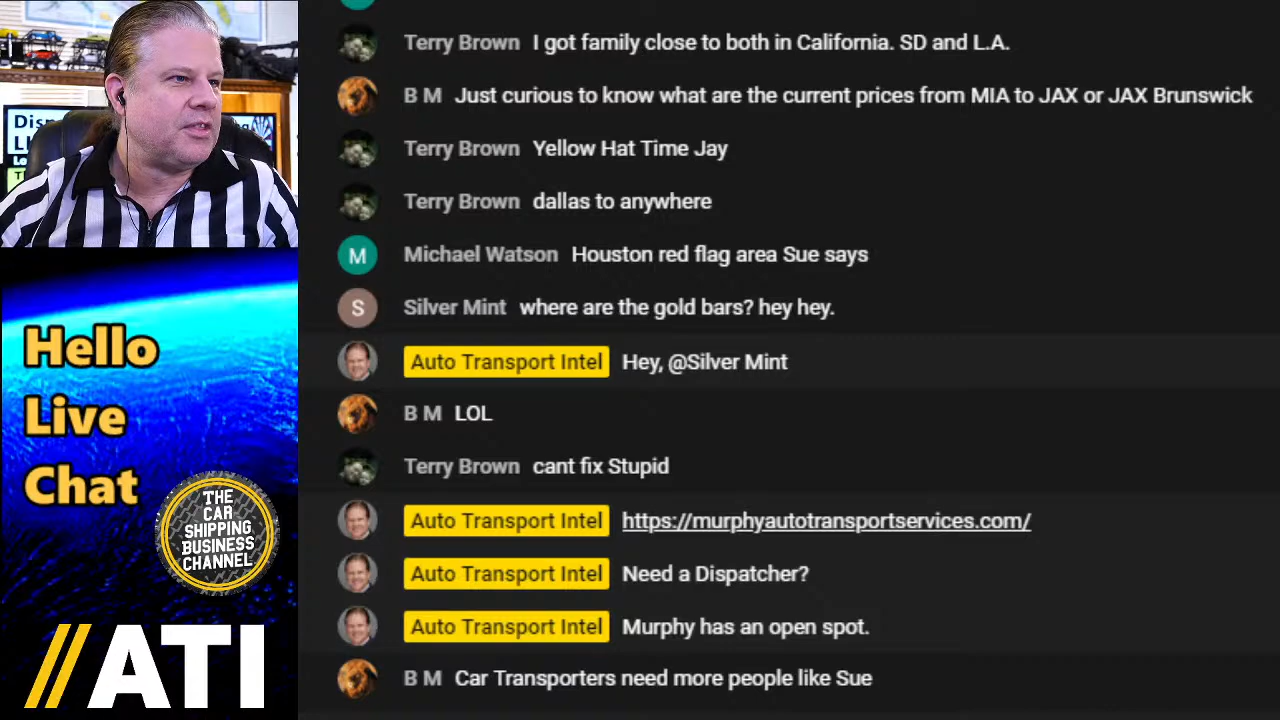 Hello
Live
Chat
THE
CAR
SHIPPING
BUSINESS
CHANNEL
//ATI
Terry Brown I got family close to both in California. SD and L.A.
B M Just curious to know what are the current prices from MIA to JAX or JAX Brunswick
Terry Brown Yellow Hat Time Jay
Terry Brown dallas to anywhere
M Michael Watson Houston red flag area Sue says
S Silver Mint where are the gold bars? hey hey.
Auto Transport Intel Hey, @Silver Mint
B M LOL
Terry Brown cant fix Stupid
Auto Transport Intel https://murphyautotransportservices.com/
Auto Transport Intel Need a Dispatcher?
Auto Transport Intel Murphy has an open spot.
B M Car Transporters need more people like Sue